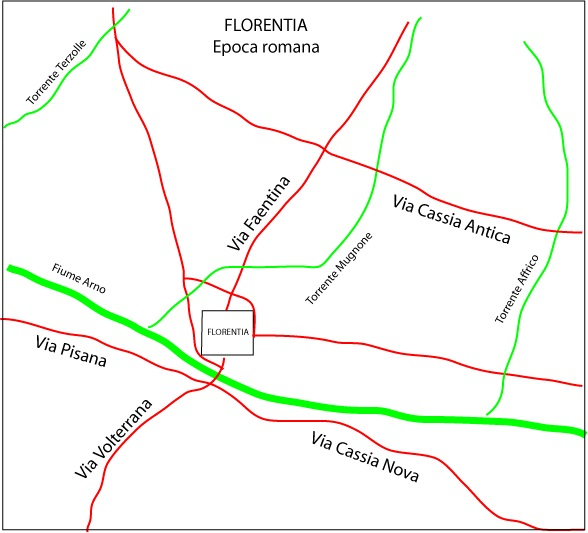 FLORENTIA
Epoca romana
Torrente Terzolle
Via Faentina
Via Cassia Antica
Torrente Mugnone
Torrente Affrico
Fiume Arno
FLORENTIA
Via Pisana
Via Volterrana
Via Cassia Nova